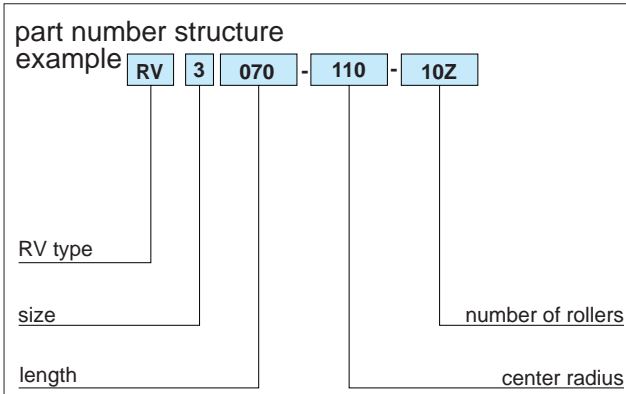 part number structure
example RV 3 070 - 110 - 10Z
RV type
size number of rollers
length center radius